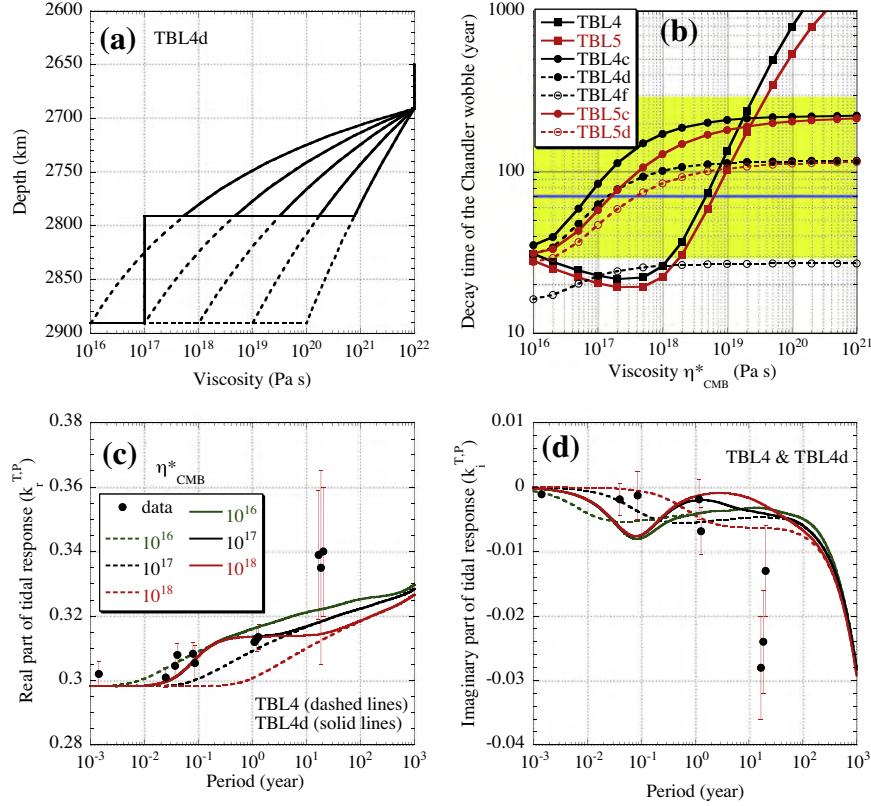 (a)
TBL4d
2600
2650
2700
2750
2800
2850
2900
Depth (km)
10^16 10^17 10^18 10^19 10^20 10^21 10^22
Viscosity (Pa s)
(b)
TBL4
TBL5
TBL4c
TBL4d
TBL4f
TBL5c
TBL5d
1000
100
10
Decay time of the Chandler wobble (year)
10^16 10^17 10^18 10^19 10^20 10^21
Viscosity η*_CMB (Pa s)
(c)
η*_CMB
data
10^16
10^16
10^17
10^17
10^18
10^18
TBL4 (dashed lines)
TBL4d (solid lines)
0.38
0.36
0.34
0.32
0.3
0.28
Real part of tidal response (k_r^T,P)
10^-3 10^-2 10^-1 10^0 10^1 10^2 10^3
Period (year)
(d)
TBL4 & TBL4d
0.01
0
-0.01
-0.02
-0.03
-0.04
Imaginary part of tidal response (k_i^T,P)
10^-3 10^-2 10^-1 10^0 10^1 10^2 10^3
Period (year)